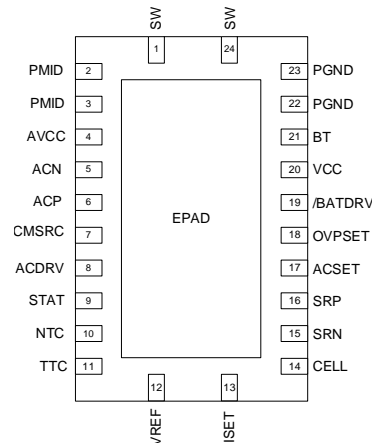 SW SW
1 24
PMID 2 23 PGND
PMID 3 22 PGND
AVCC 4 21 BT
ACN 5 20 VCC
ACP 6 19 /BATDRV
CMSRC 7 18 OVPSET
ACDRV 8 17 ACSET
STAT 9 16 SRP
NTC 10 15 SRN
TTC 11 14 CELL
EPAD
12 13
VREF ISET